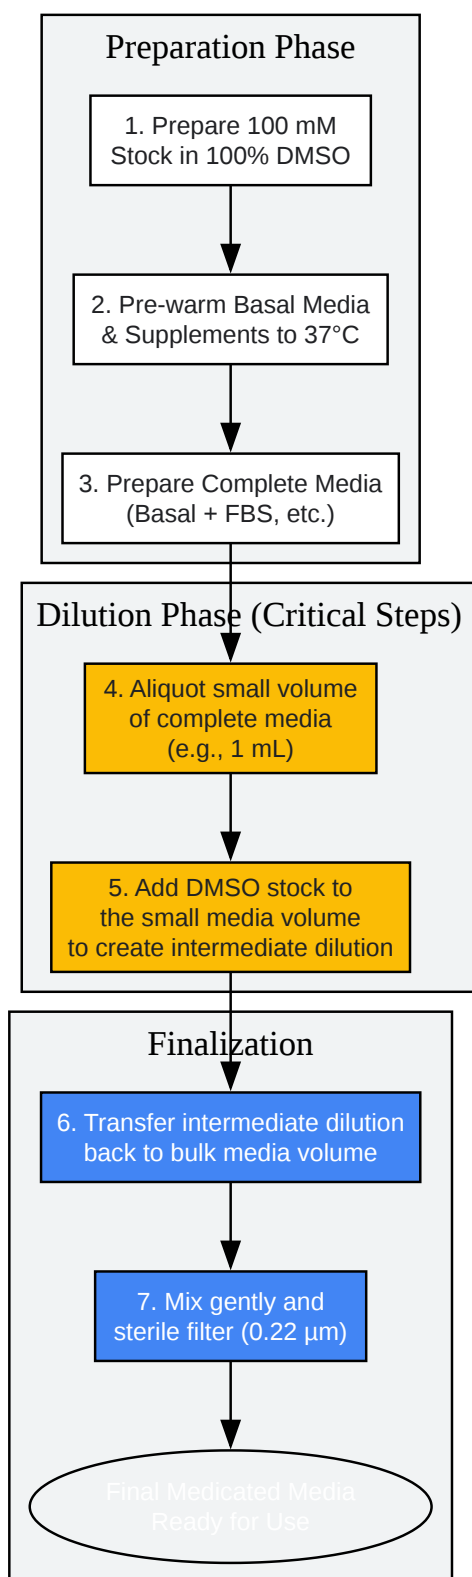 Preparation Phase
1. Prepare 100 mM
Stock in 100% DMSO
2. Pre-warm Basal Media
& Supplements to 37°C
3. Prepare Complete Media
(Basal + FBS, etc.)
Dilution Phase (Critical Steps)
4. Aliquot small volume
of complete media
(e.g., 1 mL)
5. Add DMSO stock to
the small media volume
to create intermediate dilution
Finalization
6. Transfer intermediate dilution
back to bulk media volume
7. Mix gently and
sterile filter (0.22 µm)
Final Medicated Media
Ready for Use